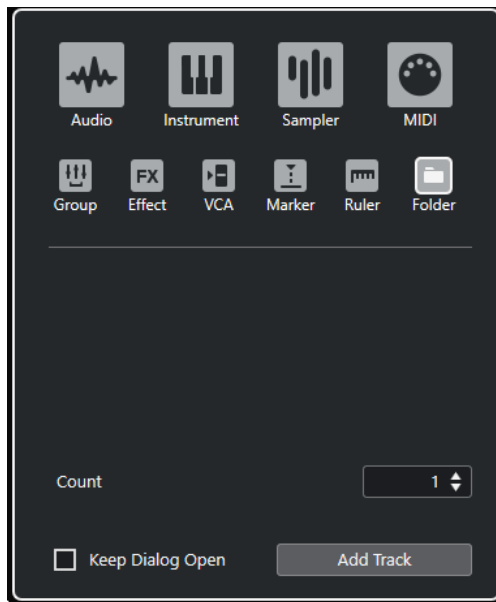 Audio Instrument Sampler MIDI
FX
Group Effect VCA Marker Ruler Folder
Count 1
Keep Dialog Open Add Track